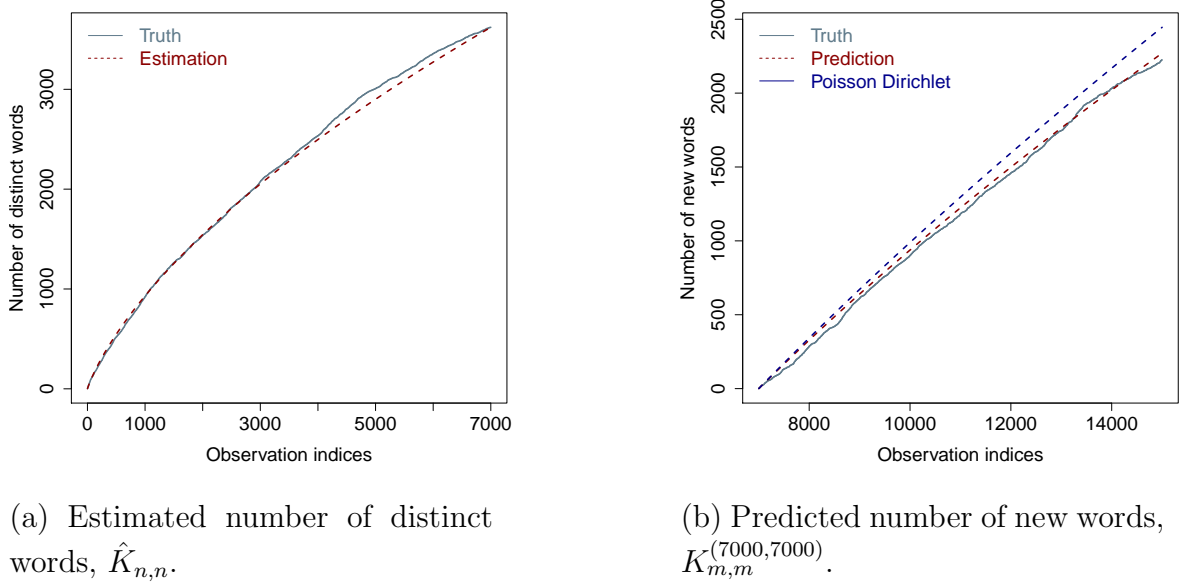 Truth
Estimation
Number of distinct words
0
1000
2000
3000
0
1000
3000
5000
7000
Observation indices
(a) Estimated number of distinct
words, K̂_{n,n}.
Truth
Prediction
Poisson Dirichlet
Number of new words
0
500
1000
1500
2000
2500
8000
10000
12000
14000
Observation indices
(b) Predicted number of new words,
K_{m,m}^{(7000,7000)}.